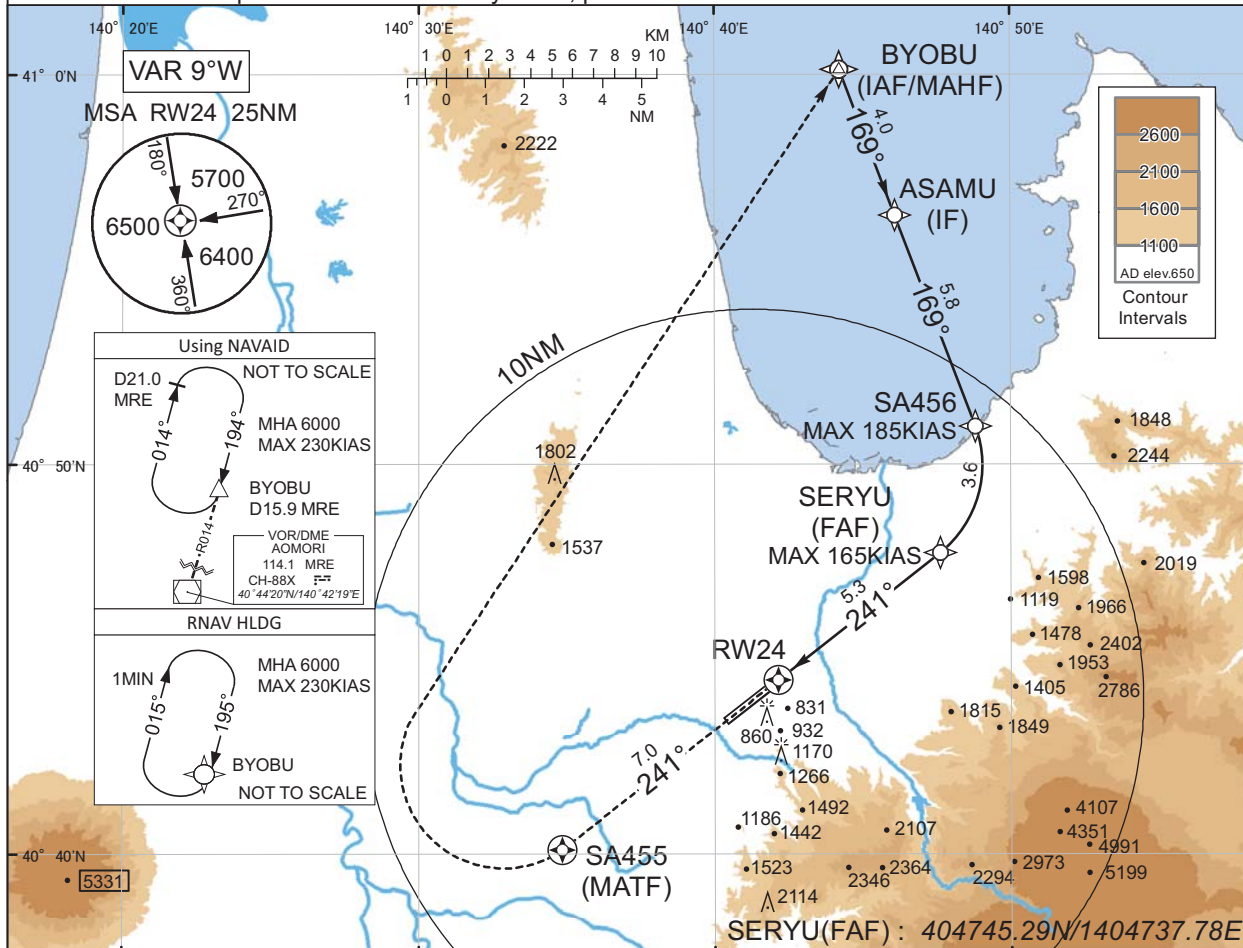 140° 20'E
140° 30'E
140° 40'E
140° 50'E
41° 0'N
VAR 9°W
MSA RW24 25NM
180°
5700
270°
6500
6400
360°
KM
1 0 1 2 3 4 5 6 7 8 9 10
1 0 1 2 3 4 5
NM
2222
BYOBU
(IAF/MAHF)
4.0
169°
ASAMU
(IF)
5.8
169°
2600
2100
1600
1100
AD elev.650
Contour
Intervals
10NM
Using NAVAID
NOT TO SCALE
D21.0
MRE
014°
194°
MHA 6000
MAX 230KIAS
BYOBU
D15.9 MRE
R014
VOR/DME
AOMORI
114.1 MRE
CH-88X
40°44'20"N/140°42'19"E
RNAV HLDG
1MIN
MHA 6000
MAX 230KIAS
015°
195°
BYOBU
NOT TO SCALE
SA456
MAX 185KIAS
3.6
1848
2244
40° 50'N
1802
1537
SERYU
(FAF)
MAX 165KIAS
5.3
241°
2019
1598
1119
1966
1478
2402
1953
2786
1405
1815
1849
RW24
831
860
932
1170
1266
7.0
241°
1492
1186
1442
2107
4107
4351
4991
40° 40'N
SA455
(MATF)
1523
2346
2364
2294
2973
5199
5331
2114
SERYU(FAF) : 404745.29N/1404737.78E